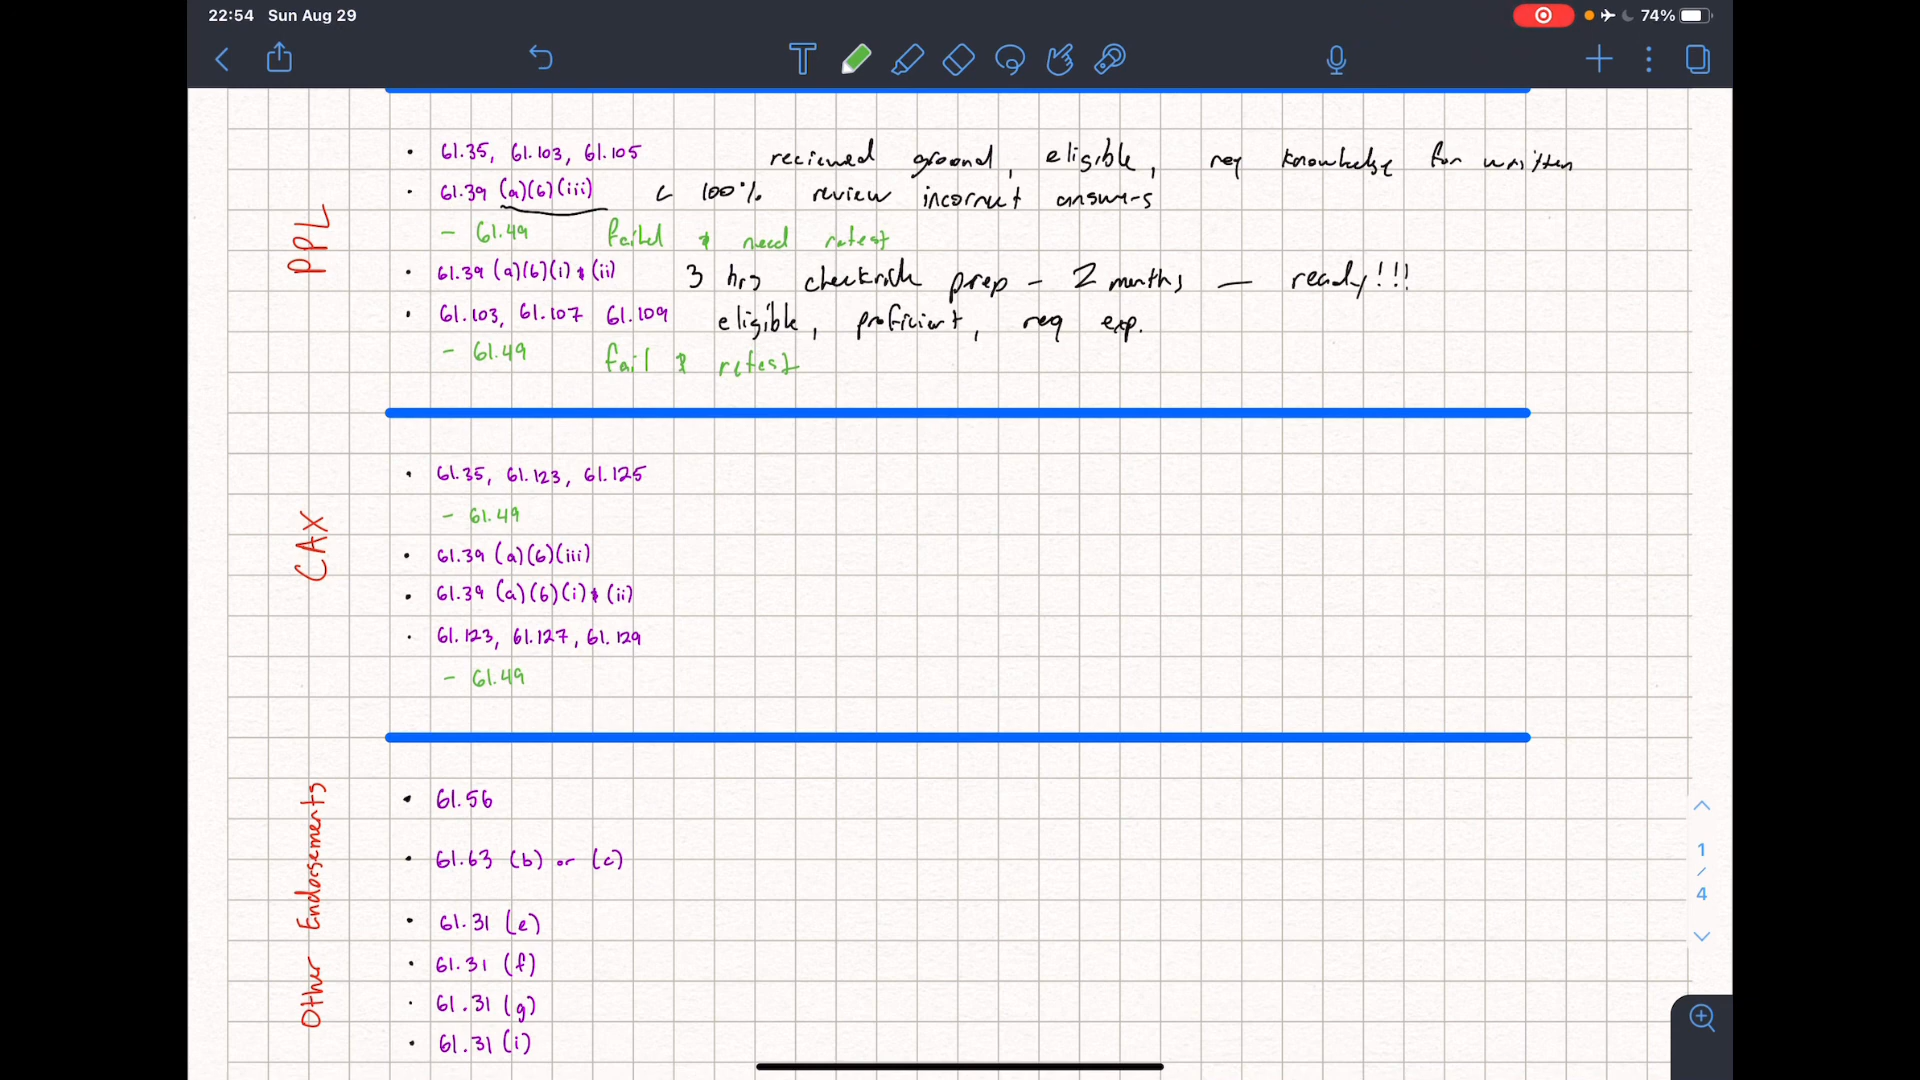 22:54 Sun Aug 29 74%
61.35, 61.103, 61.105 reciewed ground, eligible, req knowledge for written
61.39 (a)(6)(iii) < 100% review incorrect answers
- 61.49 failed & need retest
61.39 (a)(6)(i) & (ii) 3 hrs checkride prep - 2 months — ready!!!
61.103, 61.107 61.109 eligible, proficient, req exp.
- 61.49 fail & retest
PPL
61.35, 61.123, 61.125
- 61.49
61.39 (a)(6)(iii)
61.39 (a)(6)(i) & (ii)
61.123, 61.127, 61.129
- 61.49
CAX
61.56
61.63 (b) or (c)
61.31 (e)
61.31 (f)
61.31 (g)
61.31 (i)
Other Endorsements
1
/
4